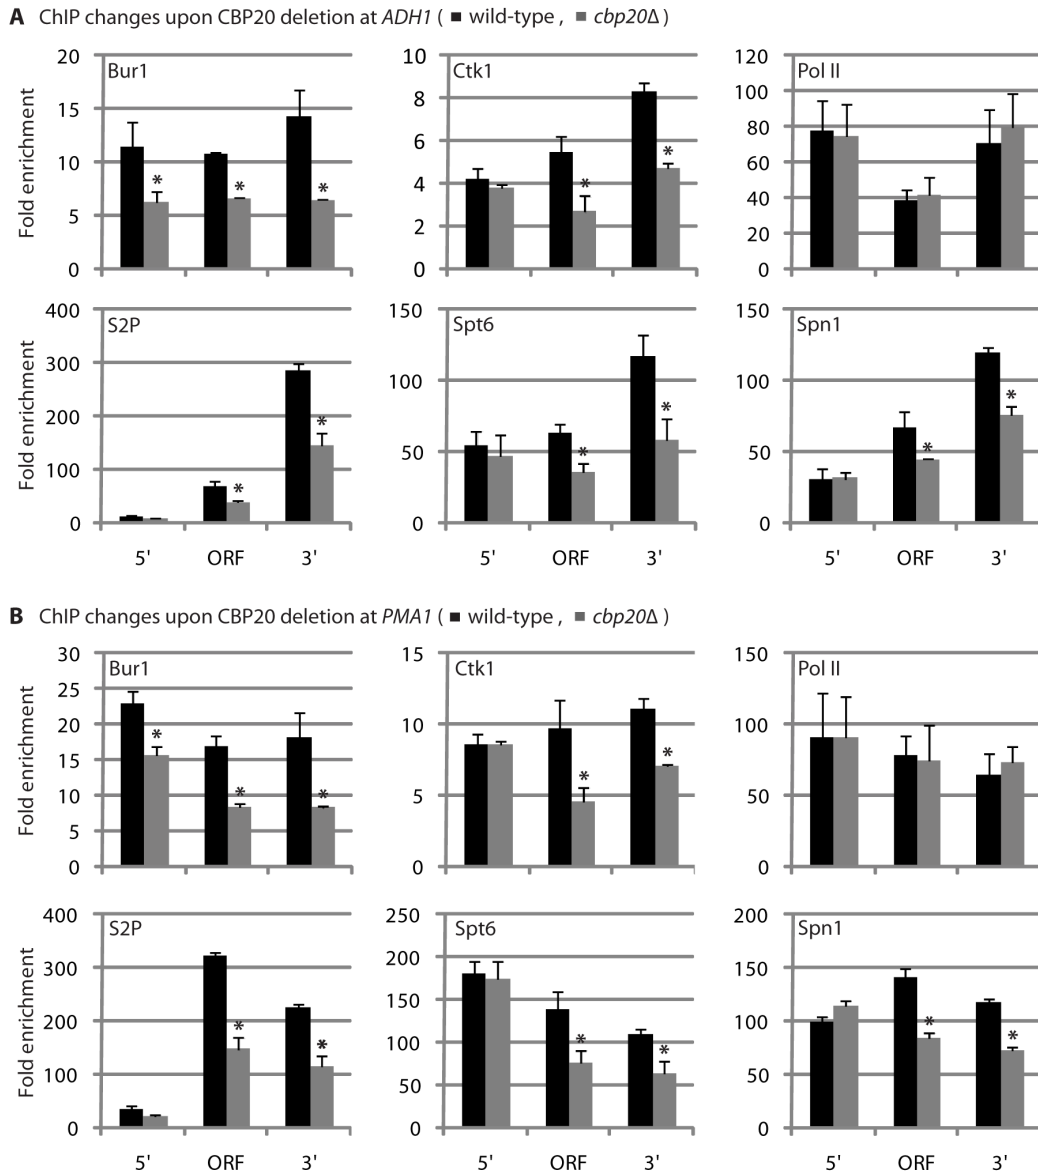 A ChIP changes upon CBP20 deletion at ADH1 ( ■ wild-type , ■ cbp20Δ )
Bur1 Ctk1 Pol II
Fold enrichment
20 15 10 5 0
10 8 6 4 2 0
120 100 80 60 40 20 0
* * *
* *
S2P Spt6 Spn1
Fold enrichment
400 300 200 100 0
150 100 50 0
150 100 50 0
* *
* *
* *
5' ORF 3' 5' ORF 3' 5' ORF 3'
B ChIP changes upon CBP20 deletion at PMA1 ( ■ wild-type , ■ cbp20Δ )
Bur1 Ctk1 Pol II
Fold enrichment
30 25 20 15 10 5 0
15 10 5 0
150 100 50 0
* * *
* *
S2P Spt6 Spn1
Fold enrichment
400 300 200 100 0
250 200 150 100 50 0
200 150 100 50 0
* *
* *
* *
5' ORF 3' 5' ORF 3' 5' ORF 3'